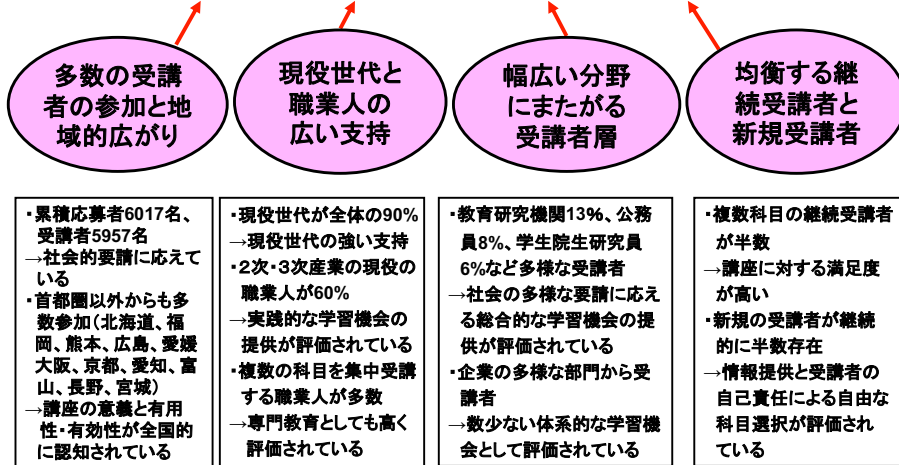 多数の受講
者の参加と地
域的広がり
現役世代と
職業人の
広い支持
幅広い分野
にまたがる
受講者層
均衡する継
続受講者と
新規受講者
・累積応募者6017名、
受講者5957名
→社会的要請に応えて
いる
・首都圏以外からも多
数参加(北海道、福
岡、熊本、広島、愛媛
大阪、京都、愛知、富
山、長野、宮城)
→講座の意義と有用
性・有効性が全国的
に認知されている
・現役世代が全体の90%
→現役世代の強い支持
・2次・3次産業の現役の
職業人が60%
→実践的な学習機会の
提供が評価されている
・複数の科目を集中受講
する職業人が多数
→専門教育としても高く
評価されている
・教育研究機関13%、公務
員8%、学生院生研究員
6%など多様な受講者
→社会の多様な要請に応え
る総合的な学習機会の提
供が評価されている
・企業の多様な部門から受
講者
→数少ない体系的な学習機
会として評価されている
・複数科目の継続受講者
が半数
→講座に対する満足度
が高い
・新規の受講者が継続
的に半数存在
→情報提供と受講者の
自己責任による自由な
科目選択が評価され
ている